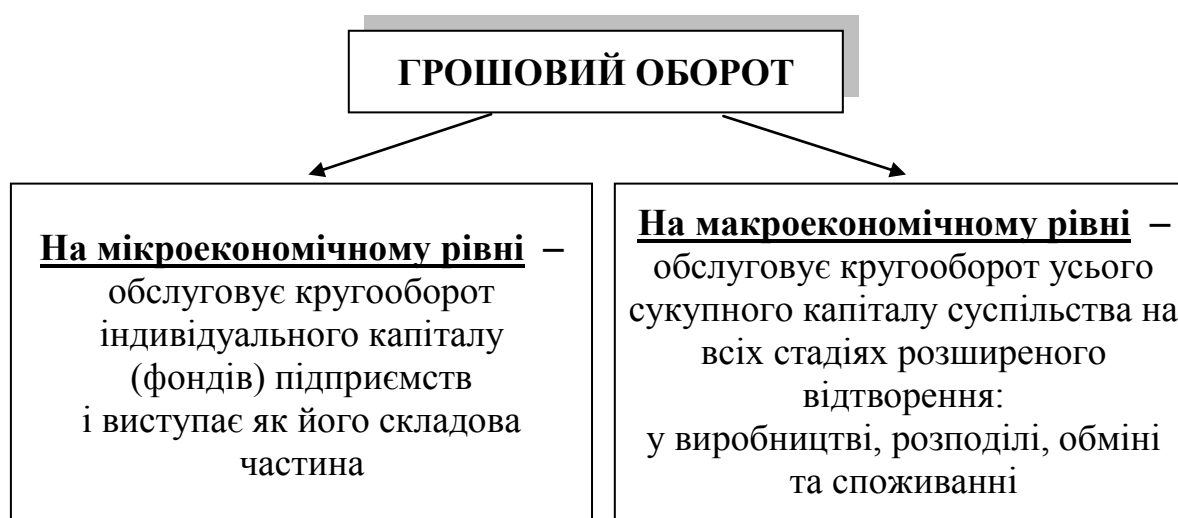 ГРОШОВИЙ ОБОРОТ
На мікроекономічному рівні –
обслуговує кругооборот
індивідуального капіталу
(фондів) підприємств
і виступає як його складова
частина
На макроекономічному рівні –
обслуговує кругооборот усього
сукупного капіталу суспільства на
всіх стадіях розширеного
відтворення:
у виробництві, розподілі, обміні
та споживанні